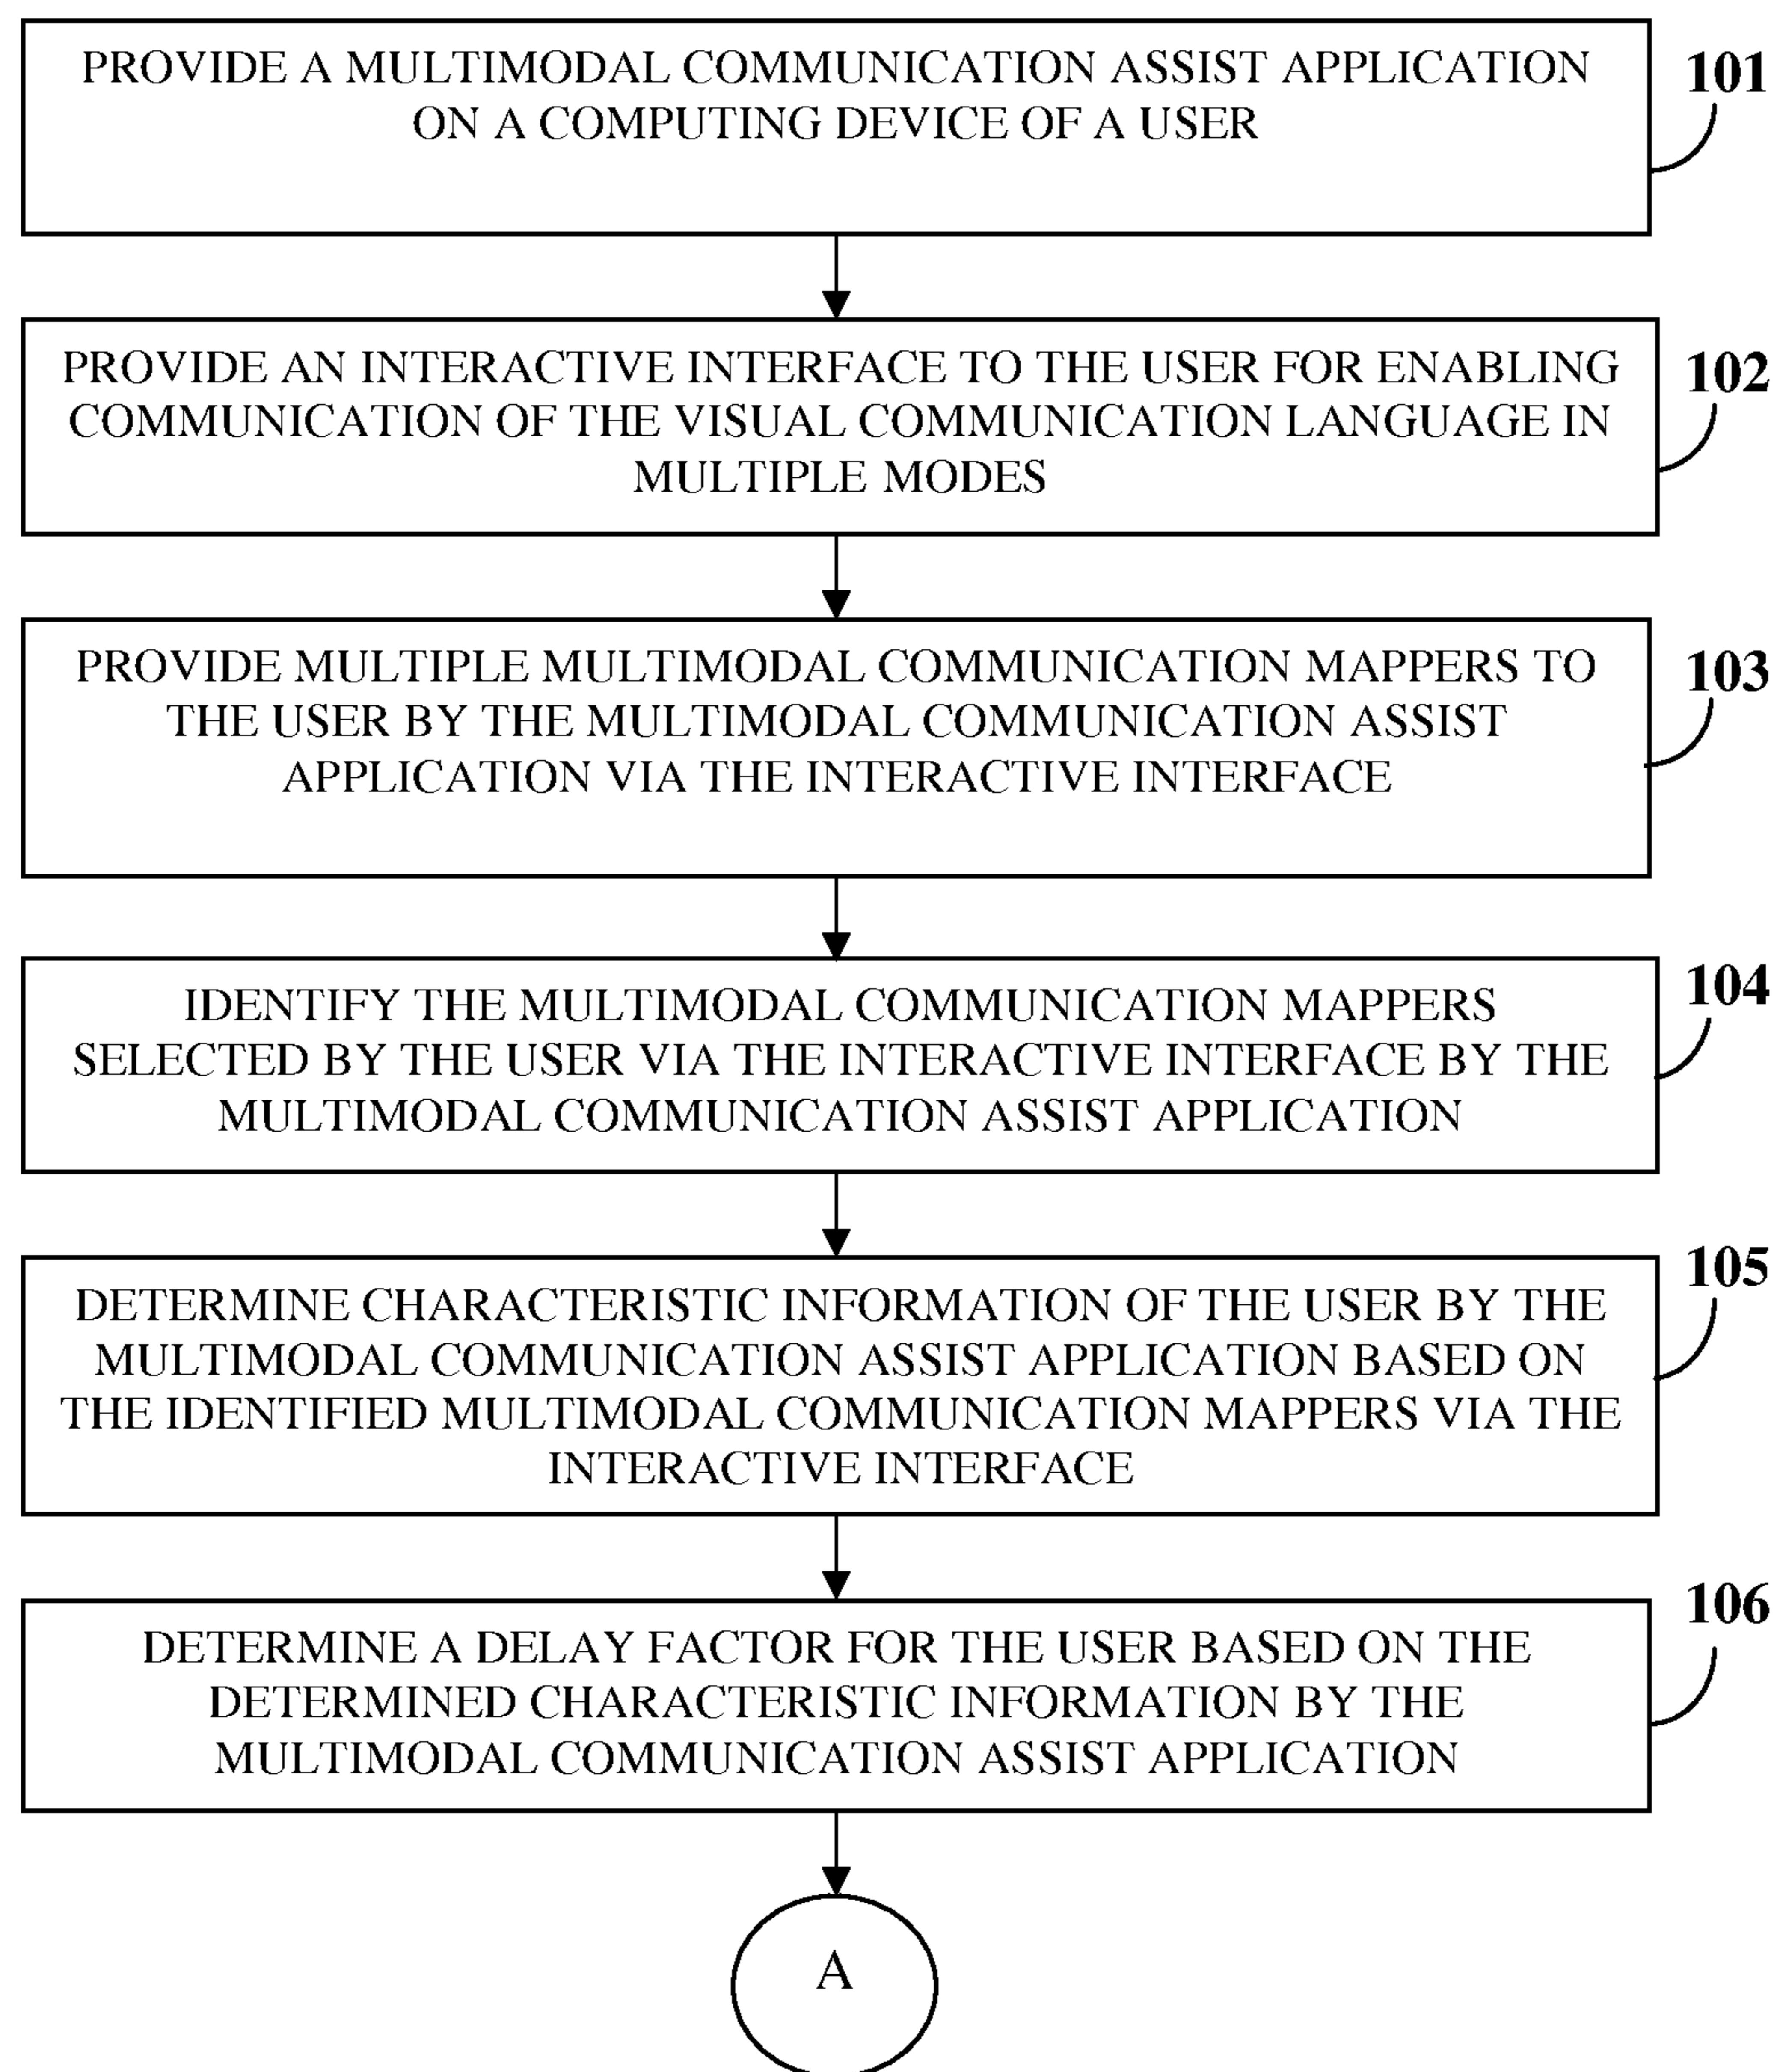 PROVIDE A MULTIMODAL COMMUNICATION ASSIST APPLICATION
ON A COMPUTING DEVICE OF A USER
101
PROVIDE AN INTERACTIVE INTERFACE TO THE USER FOR ENABLING
COMMUNICATION OF THE VISUAL COMMUNICATION LANGUAGE IN
MULTIPLE MODES
102
PROVIDE MULTIPLE MULTIMODAL COMMUNICATION MAPPERS TO
THE USER BY THE MULTIMODAL COMMUNICATION ASSIST
APPLICATION VIA THE INTERACTIVE INTERFACE
103
IDENTIFY THE MULTIMODAL COMMUNICATION MAPPERS
SELECTED BY THE USER VIA THE INTERACTIVE INTERFACE BY THE
MULTIMODAL COMMUNICATION ASSIST APPLICATION
104
DETERMINE CHARACTERISTIC INFORMATION OF THE USER BY THE
MULTIMODAL COMMUNICATION ASSIST APPLICATION BASED ON
THE IDENTIFIED MULTIMODAL COMMUNICATION MAPPERS VIA THE
INTERACTIVE INTERFACE
105
DETERMINE A DELAY FACTOR FOR THE USER BASED ON THE
DETERMINED CHARACTERISTIC INFORMATION BY THE
MULTIMODAL COMMUNICATION ASSIST APPLICATION
106
A